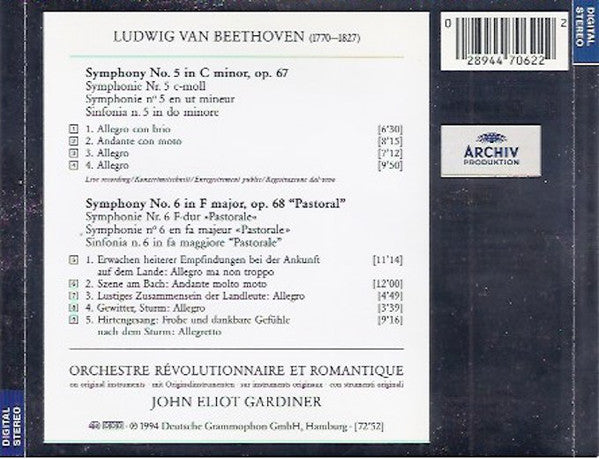 LUDWIG VAN BEETHOVEN (1770–1827)
Symphony No. 5 in C minor, op. 67
Symphonie Nr. 5 c-moll
Symphonie nº 5 en ut mineur
Sinfonia n. 5 in do minore
1 1. Allegro con brio [6'30]
2 2. Andante con moto [8'15]
3 3. Allegro [7'12]
4 4. Allegro [9'50]
Live recording/Konzertmitschnitt/Enregistrement public/Registrazione dal vivo
Symphony No. 6 in F major, op. 68 “Pastoral”
Symphonie Nr. 6 F-dur «Pastorale»
Symphonie nº 6 en fa majeur «Pastorale»
Sinfonia n. 6 in fa maggiore “Pastorale”
5 1. Erwachen heiterer Empfindungen bei der Ankunft [11'14]
auf dem Lande: Allegro ma non troppo
6 2. Szene am Bach: Andante molto moto [12'00]
7 3. Lustiges Zusammensein der Landleute: Allegro [4'49]
8 4. Gewitter, Sturm: Allegro [3'39]
9 5. Hirtengesang: Frohe und dankbare Gefühle [9'16]
nach dem Sturm: Allegretto
ORCHESTRE RÉVOLUTIONNAIRE ET ROMANTIQUE
on original instruments · mit Originalinstrumenten · sur instruments originaux · con strumenti originali
JOHN ELIOT GARDINER
℗ 1994 Deutsche Grammophon GmbH, Hamburg · [72'52]
0 28944 70622 2
ARCHIV
PRODUKTION
DIGITAL
STEREO
DIGITAL
STEREO